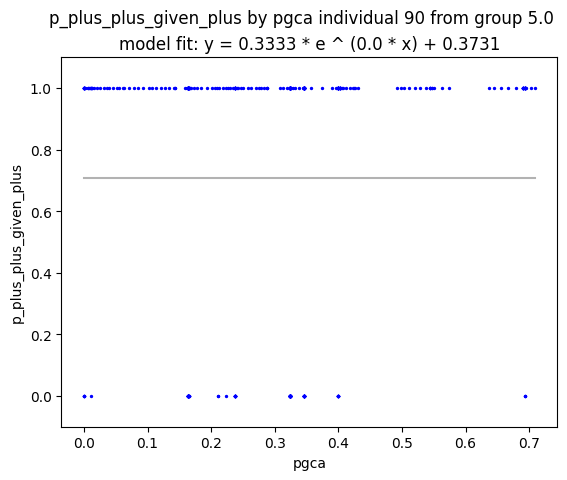 p_plus_plus_given_plus by pgca individual 90 from group 5.0
model fit: y = 0.3333 * e ^ (0.0 * x) + 0.3731
1.0
0.8
0.6
0.4
0.2
0.0
p_plus_plus_given_plus
0.0 0.1 0.2 0.3 0.4 0.5 0.6 0.7
pgca